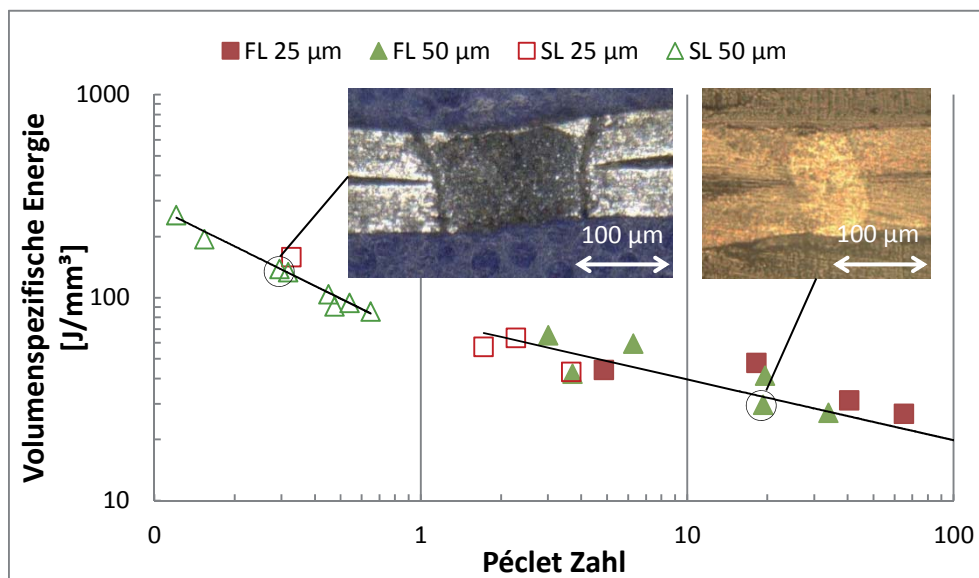 FL 25 µm FL 50 µm SL 25 µm SL 50 µm
Volumenspezifische Energie
[J/mm³]
1000
100
10
100 µm
100 µm
0 1 10 100
Péclet Zahl